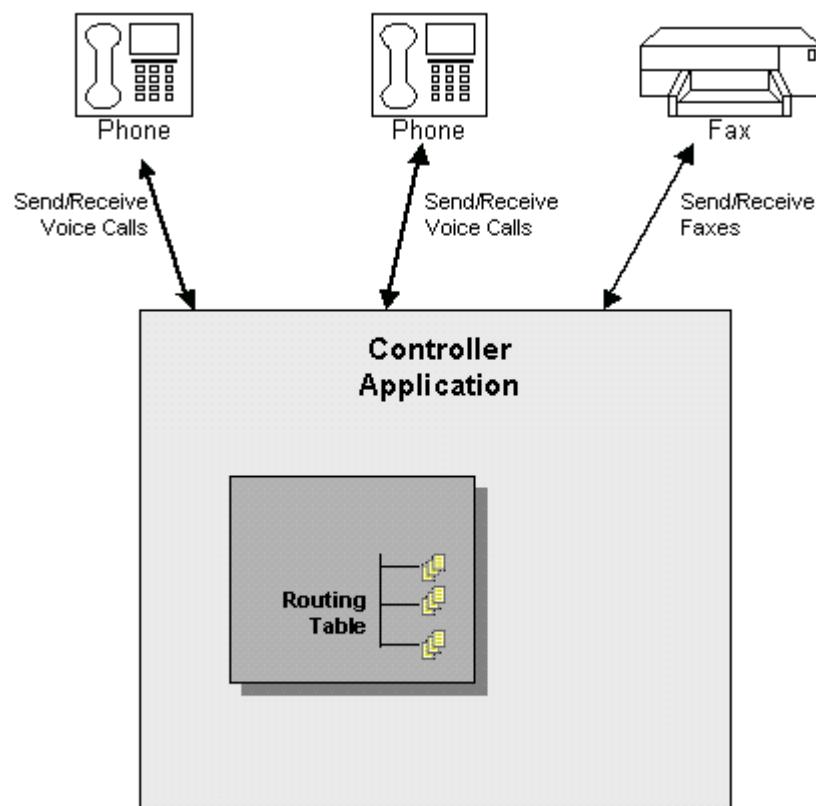 Phone
Phone
Fax
Send/Receive
Voice Calls
Send/Receive
Voice Calls
Send/Receive
Faxes
Controller
Application
Routing
Table